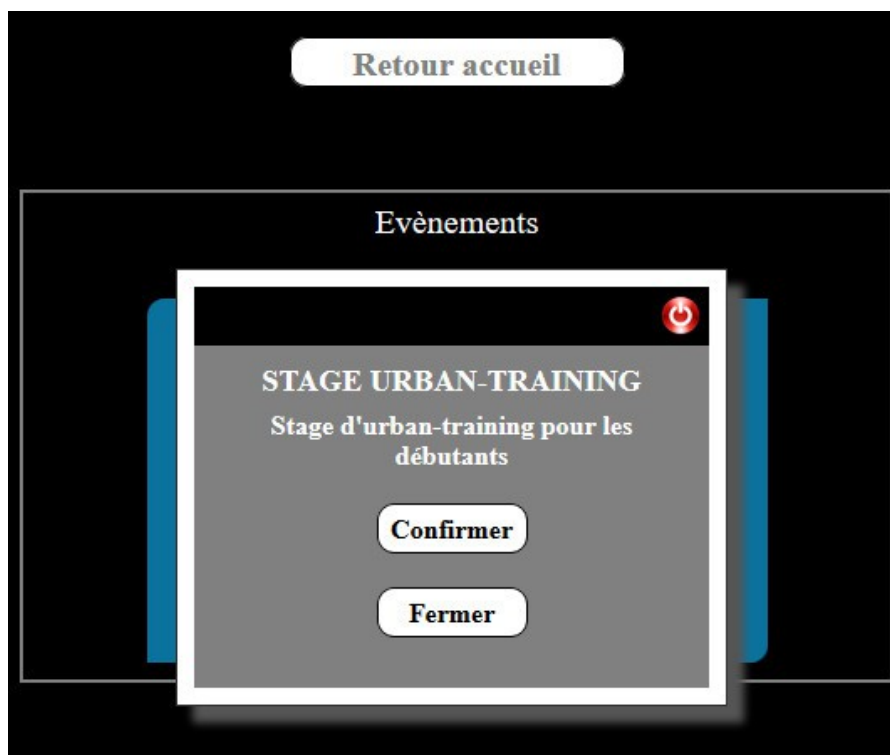 Retour accueil
Evènements
STAGE URBAN-TRAINING
Stage d'urban-training pour les
débutants
Confirmer
Fermer